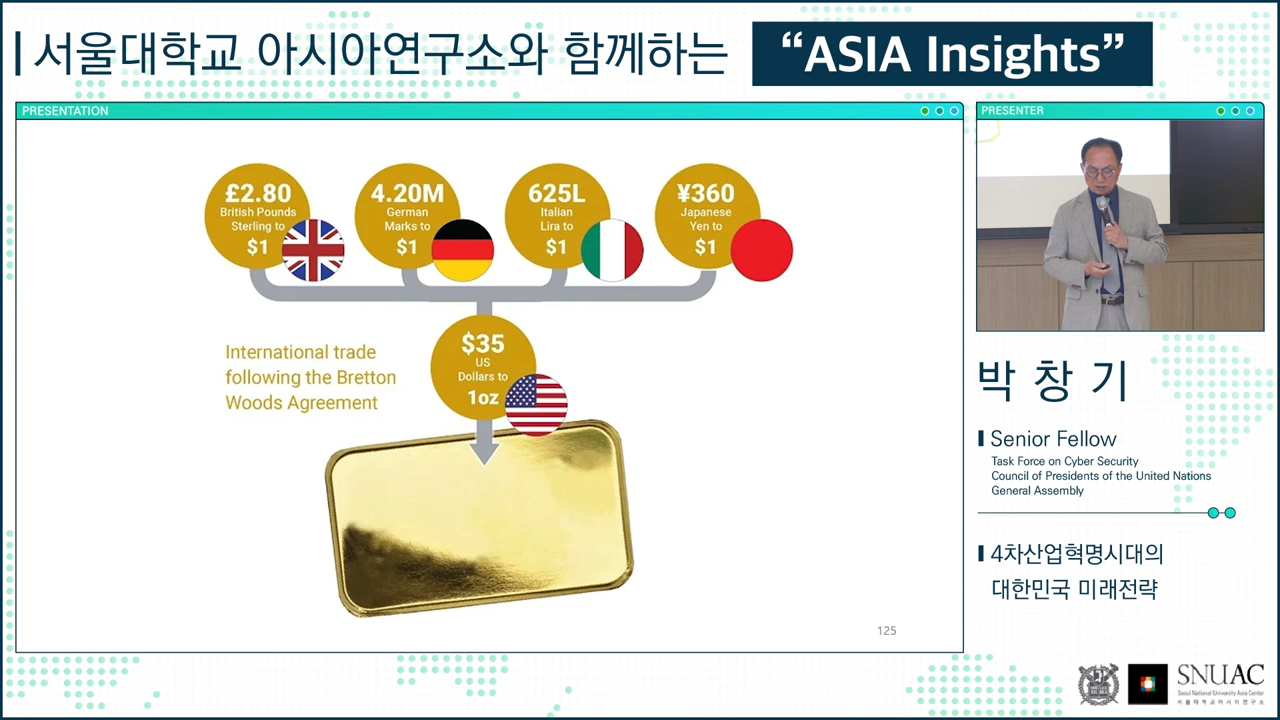 서울대학교 아시아연구소와 함께하는 “ASIA Insights”
PRESENTATION
£2.80
British Pounds
Sterling to
$1
4.20M
German
Marks to
$1
625L
Italian
Lira to
$1
¥360
Japanese
Yen to
$1
International trade
following the Bretton
Woods Agreement
$35
US
Dollars to
1oz
125
PRESENTER
박창기
Senior Fellow
Task Force on Cyber Security
Council of Presidents of the United Nations
General Assembly
4차산업혁명시대의
대한민국 미래전략
SNUAC
Seoul National University Asia Center
서울대학교아시아연구소